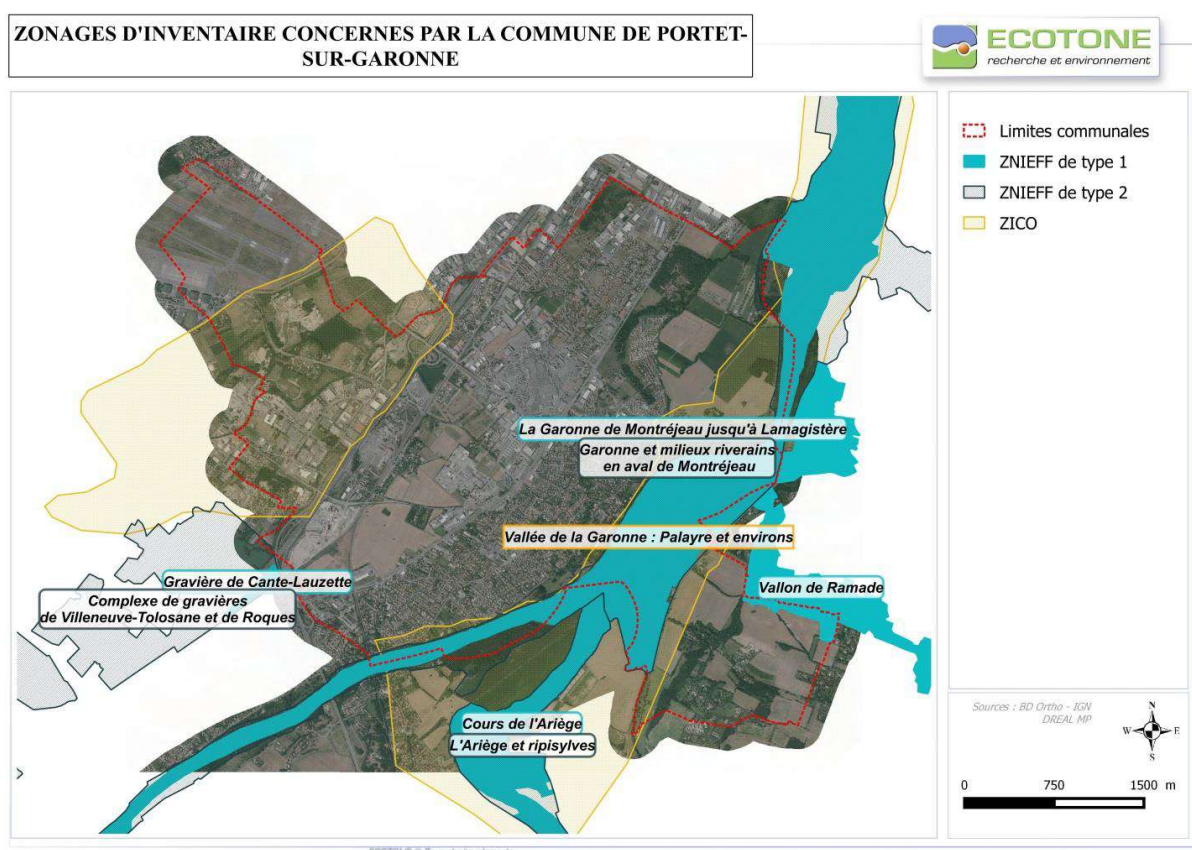 ZONAGES D'INVENTAIRE CONCERNES PAR LA COMMUNE DE PORTET-
SUR-GARONNE
ECOTONE
recherche et environnement
Limites communales
ZNIEFF de type 1
ZNIEFF de type 2
ZICO
La Garonne de Montréjeau jusqu'à Lamagistère
Garonne et milieux riverains
en aval de Montréjeau
Vallée de la Garonne : Palayre et environs
Gravière de Cante-Lauzette
Vallon de Ramade
Complexe de gravières
de Villeneuve-Tolosane et de Roques
Cours de l'Ariège
L'Ariège et ripisylves
Sources : BD Ortho - IGN
DREAL MP
N
W E
S
0 750 1500 m